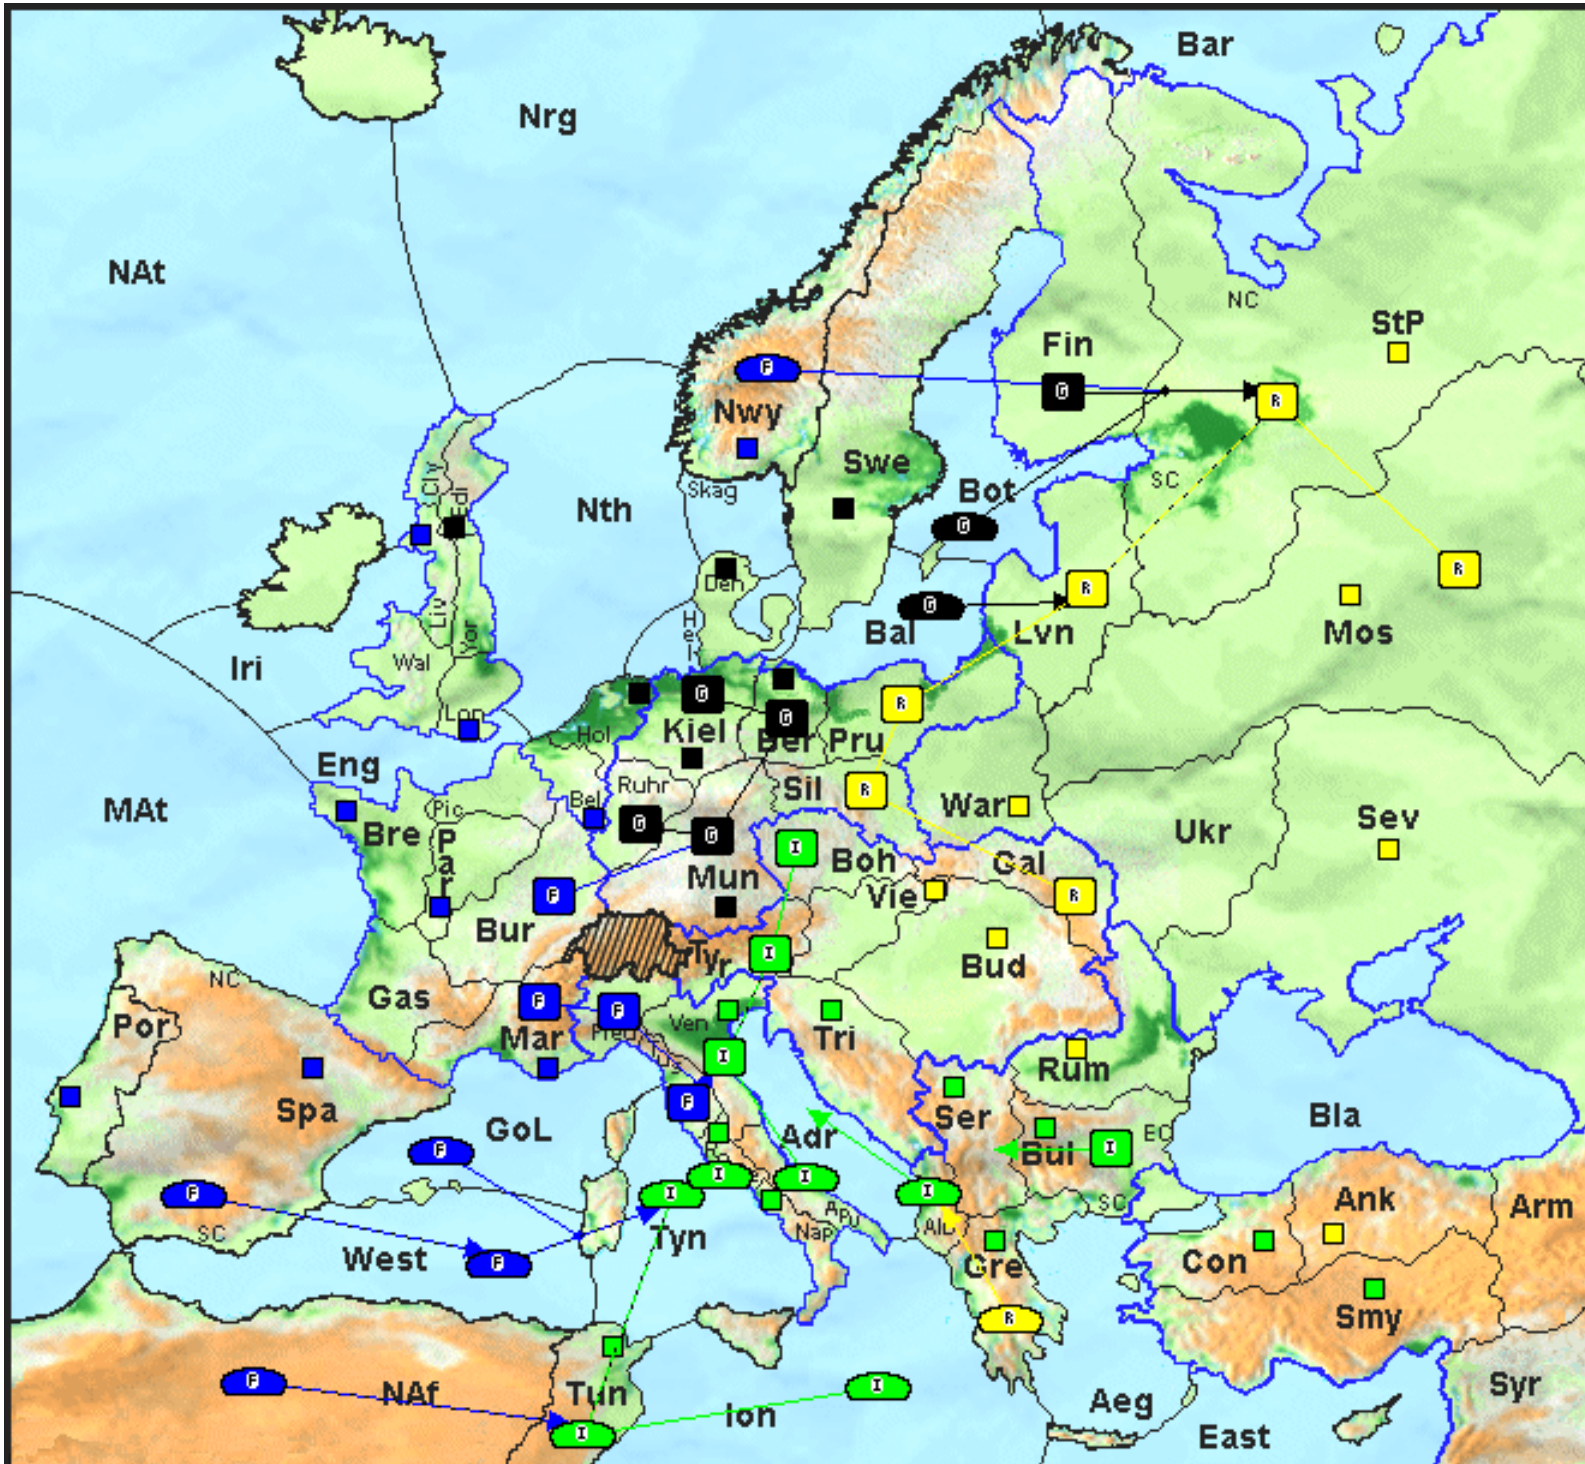 Bar
Nrg
NAt
NC
StP
Fin
F
G
R
Nwy
Swe
Cly
Edi
Skag
Bot
SC
Nth
G
R
Den
G
R
Bal
Lvn
Mos
Liv
Yor
Hel
Iri
Wal
Lon
G
R
Kiel
G
Ber
Pru
Hol
Eng
Ruhr
Sil
R
War
MAt
Pic
Bel
Bre
Par
G
G
Ukr
Sev
I
Boh
Gal
Mun
Vie
F
R
Bur
I
Tyr
Bud
NC
Gas
F
F
Por
Mar
Pied
Ven
Tri
I
Rum
Tus
Spa
F
GoL
Adr
Ser
Bla
F
I
Bul
I
EC
I
I
I
F
I
Ank
Arm
SC
Apu
Alb
SC
Nap
West
Tyn
F
Gre
Con
R
Smy
F
I
NAf
Tun
Ion
Aeg
Syr
I
East